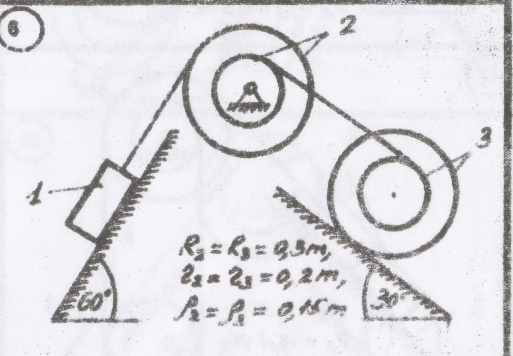 6
2
3
1
R₂ = R₃ = 0,3 m,
r₂ = r₃ = 0,2 m,
ρ₂ = ρ₃ = 0,15 m
60°
30°